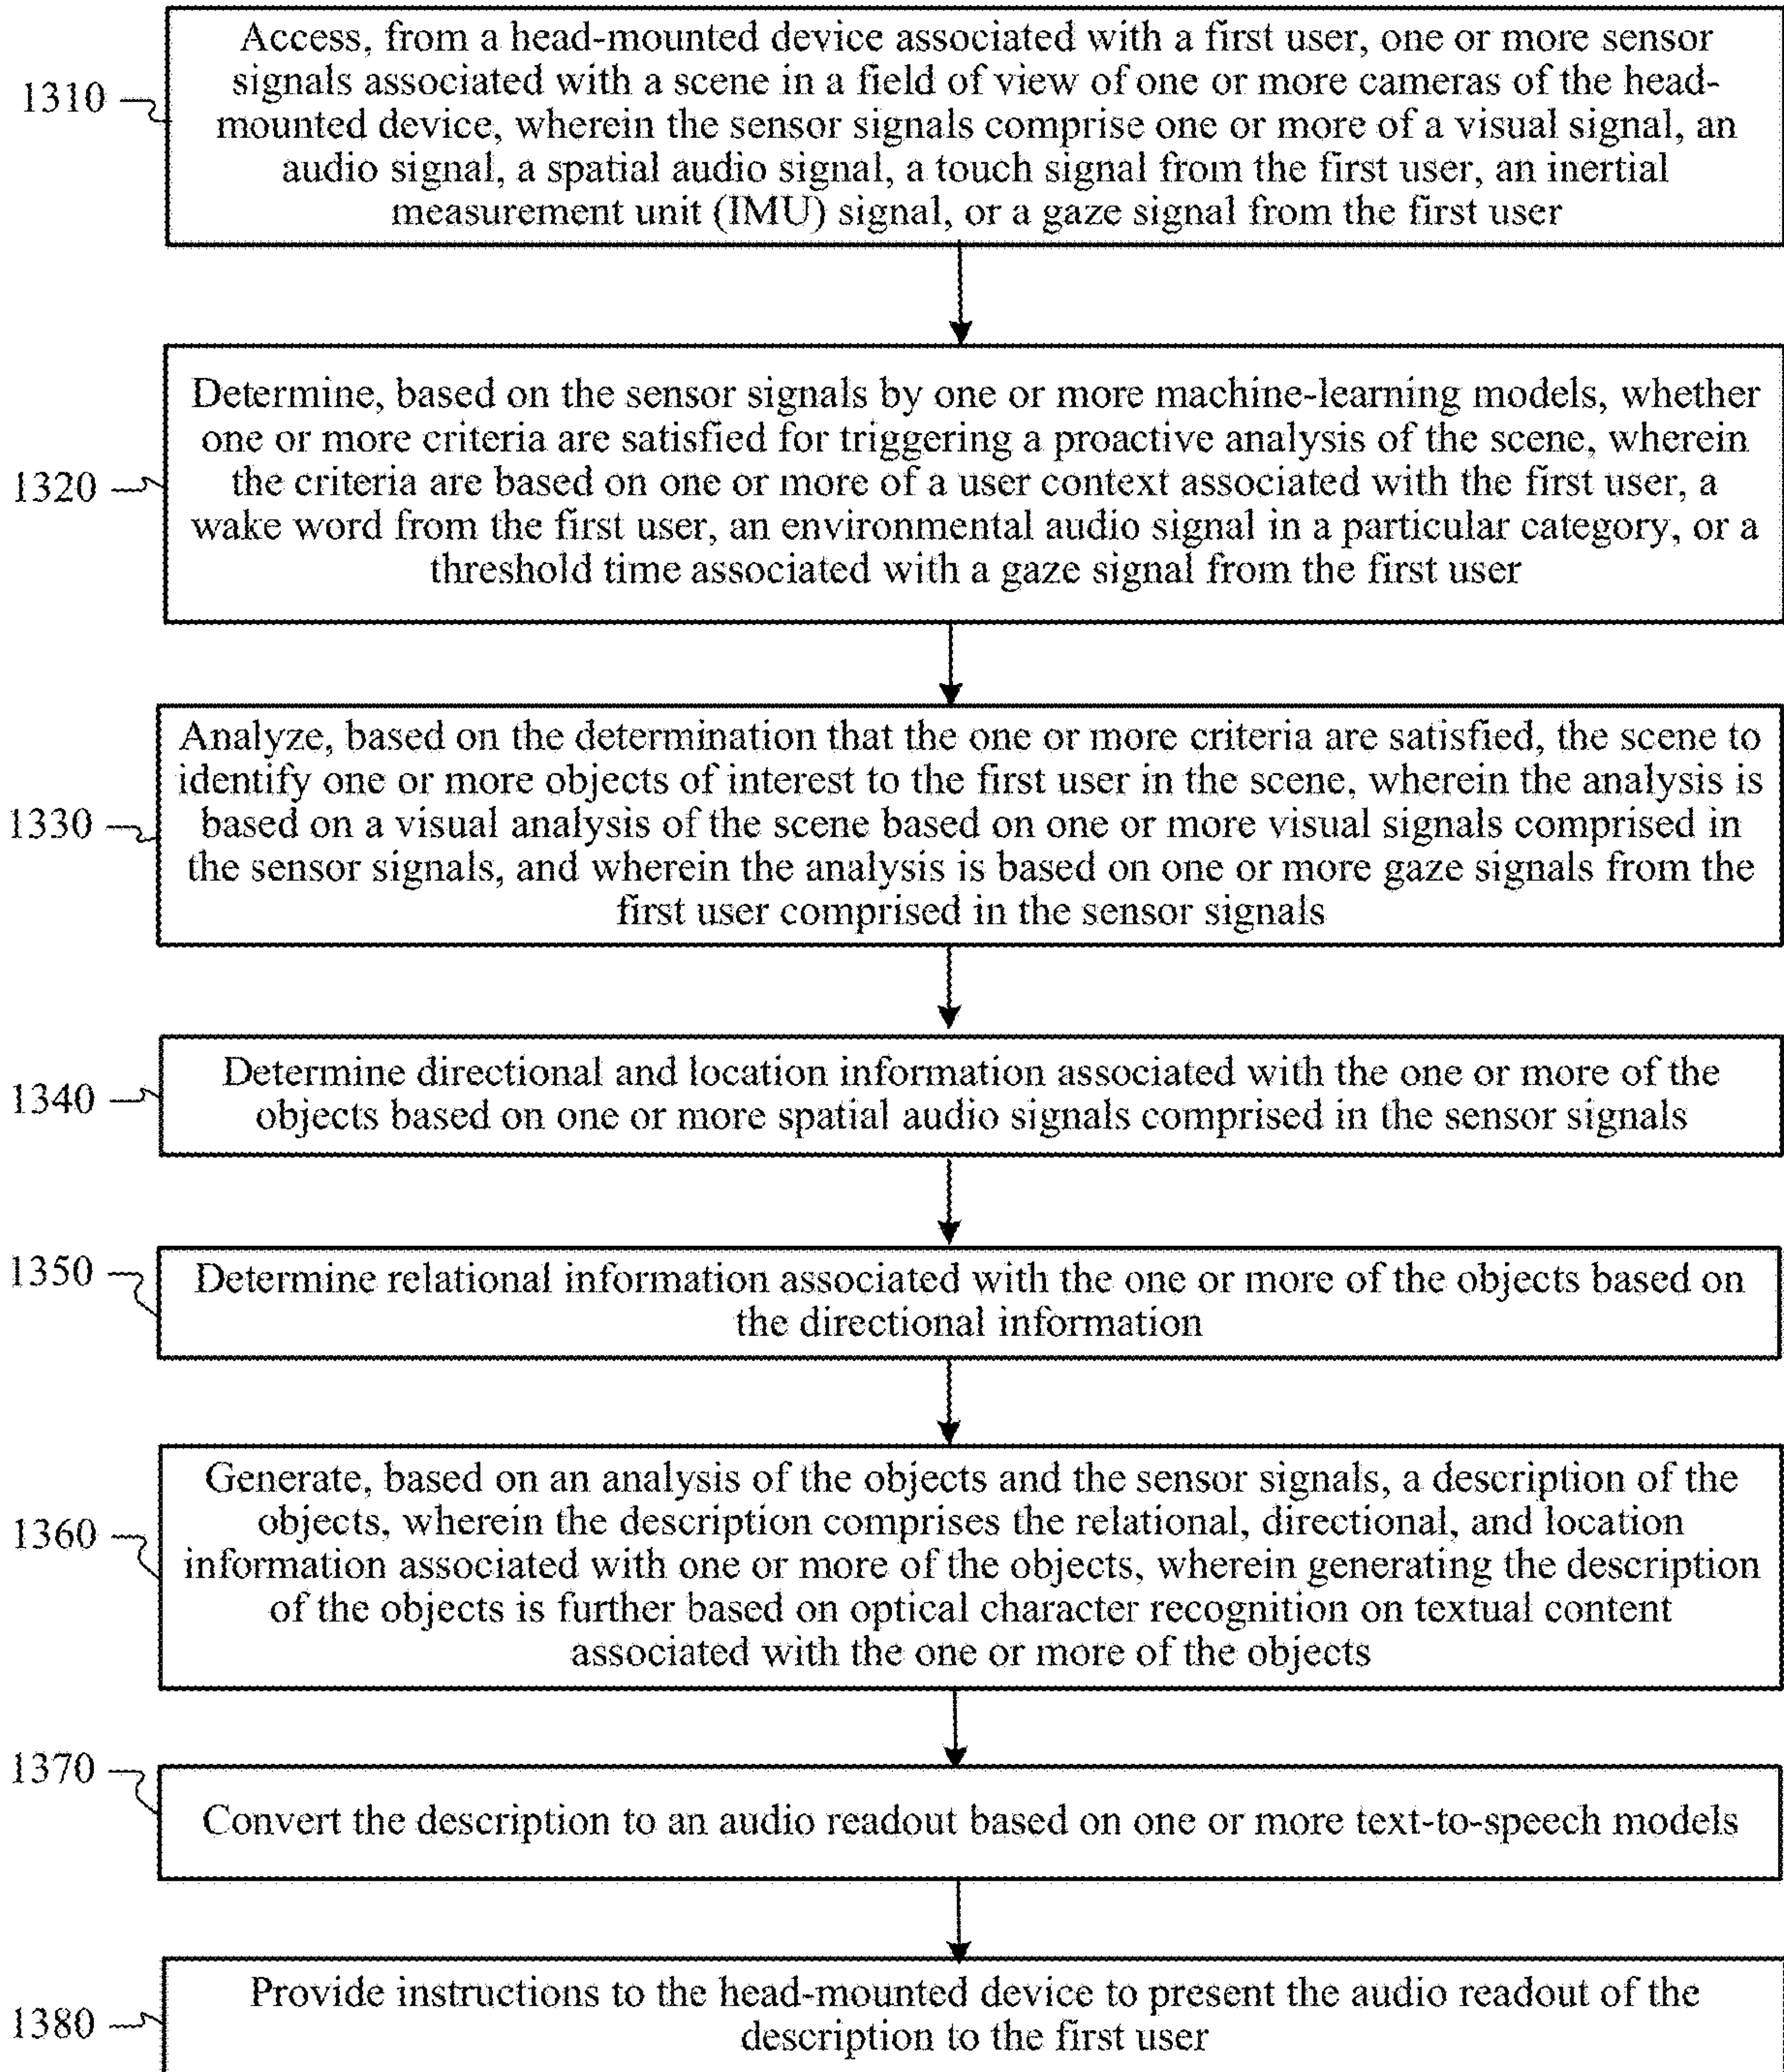 Access, from a head-mounted device associated with a first user, one or more sensor
signals associated with a scene in a field of view of one or more cameras of the head-
1310
mounted device, wherein the sensor signals comprise one or more of a visual signal, an
audio signal, a spatial audio signal, a touch signal from the first user, an inertial
measurement unit (IMU) signal, or a gaze signal from the first user
Determine, based on the sensor signals by one or more machine-learning models, whether
one or more criteria are satisfied for triggering a proactive analysis of the scene, wherein
1320
the criteria are based on one or more of a user context associated with the first user, a
wake word from the first user, an environmental audio signal in a particular category, or a
threshold time associated with a gaze signal from the first user
Analyze, based on the determination that the one or more criteria are satisfied, the scene to
identify one or more objects of interest to the first user in the scene, wherein the analysis is
1330
based on a visual analysis of the scene based on one or more visual signals comprised in
the sensor signals, and wherein the analysis is based on one or more gaze signals from the
first user comprised in the sensor signals
1340
Determine directional and location information associated with the one or more of the
objects based on one or more spatial audio signals comprised in the sensor signals
1350
Determine relational information associated with the one or more of the objects based on
the directional information
Generate, based on an analysis of the objects and the sensor signals, a description of the
1360
objects, wherein the description comprises the relational, directional, and location
information associated with one or more of the objects, wherein generating the description
of the objects is further based on optical character recognition on textual content
associated with the one or more of the objects
1370
Convert the description to an audio readout based on one or more text-to-speech models
1380
Provide instructions to the head-mounted device to present the audio readout of the
description to the first user